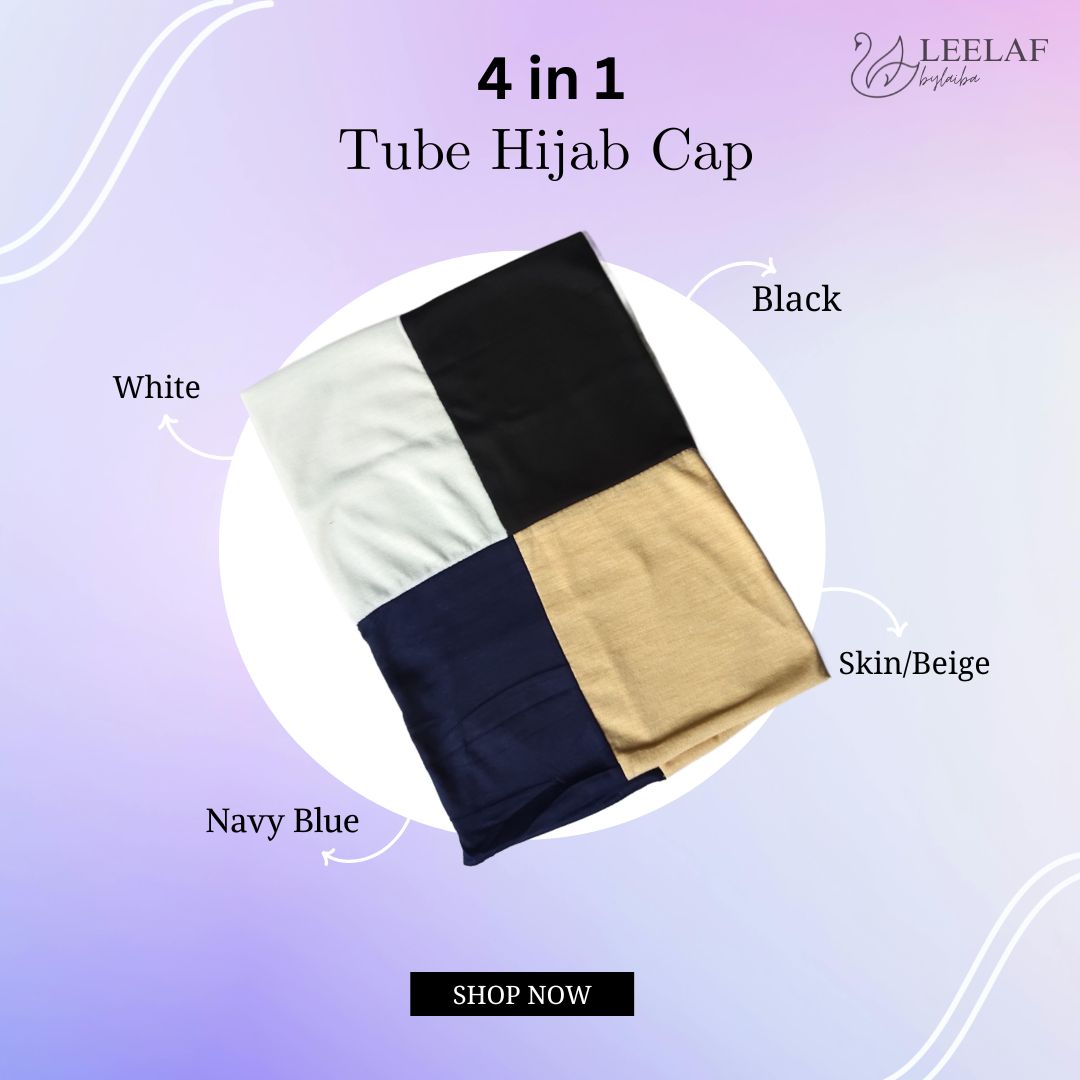 LEELAF
bylaiba
4 in 1
Tube Hijab Cap
Black
White
Skin/Beige
Navy Blue
SHOP NOW